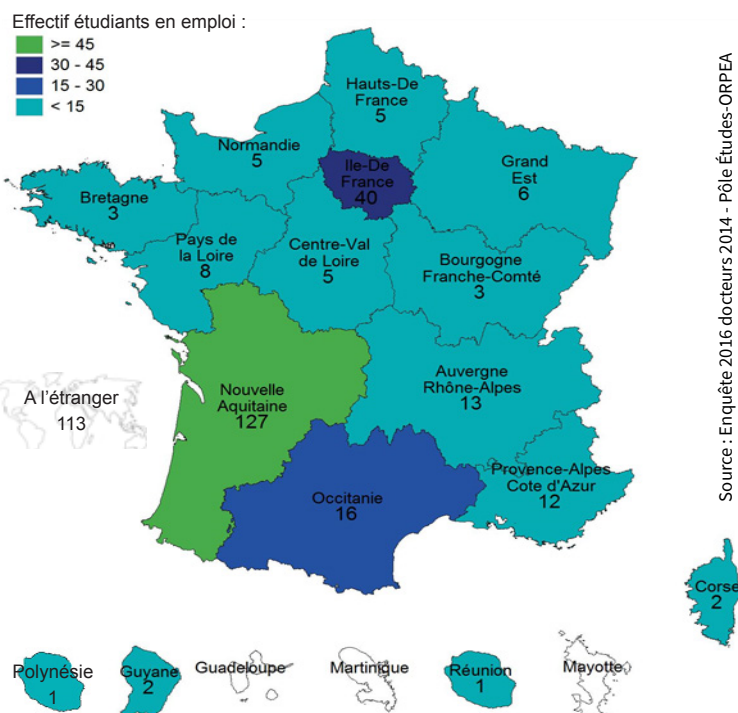 Effectif étudiants en emploi :
>= 45
30 - 45
15 - 30
< 15
Hauts-De
France
5
Normandie
5
Ile-De
France
40
Grand
Est
6
Bretagne
3
Pays de
la Loire
8
Centre-Val
de Loire
5
Bourgogne
Franche-Comté
3
Auvergne
Rhône-Alpes
13
Nouvelle
Aquitaine
127
A l’étranger
113
Provence-Alpes
Cote d'Azur
12
Occitanie
16
Corse
2
Polynésie
1
Guyane
2
Guadeloupe
Martinique
Réunion
1
Mayotte
Source : Enquête 2016 docteurs 2014 - Pôle Études-ORPEA